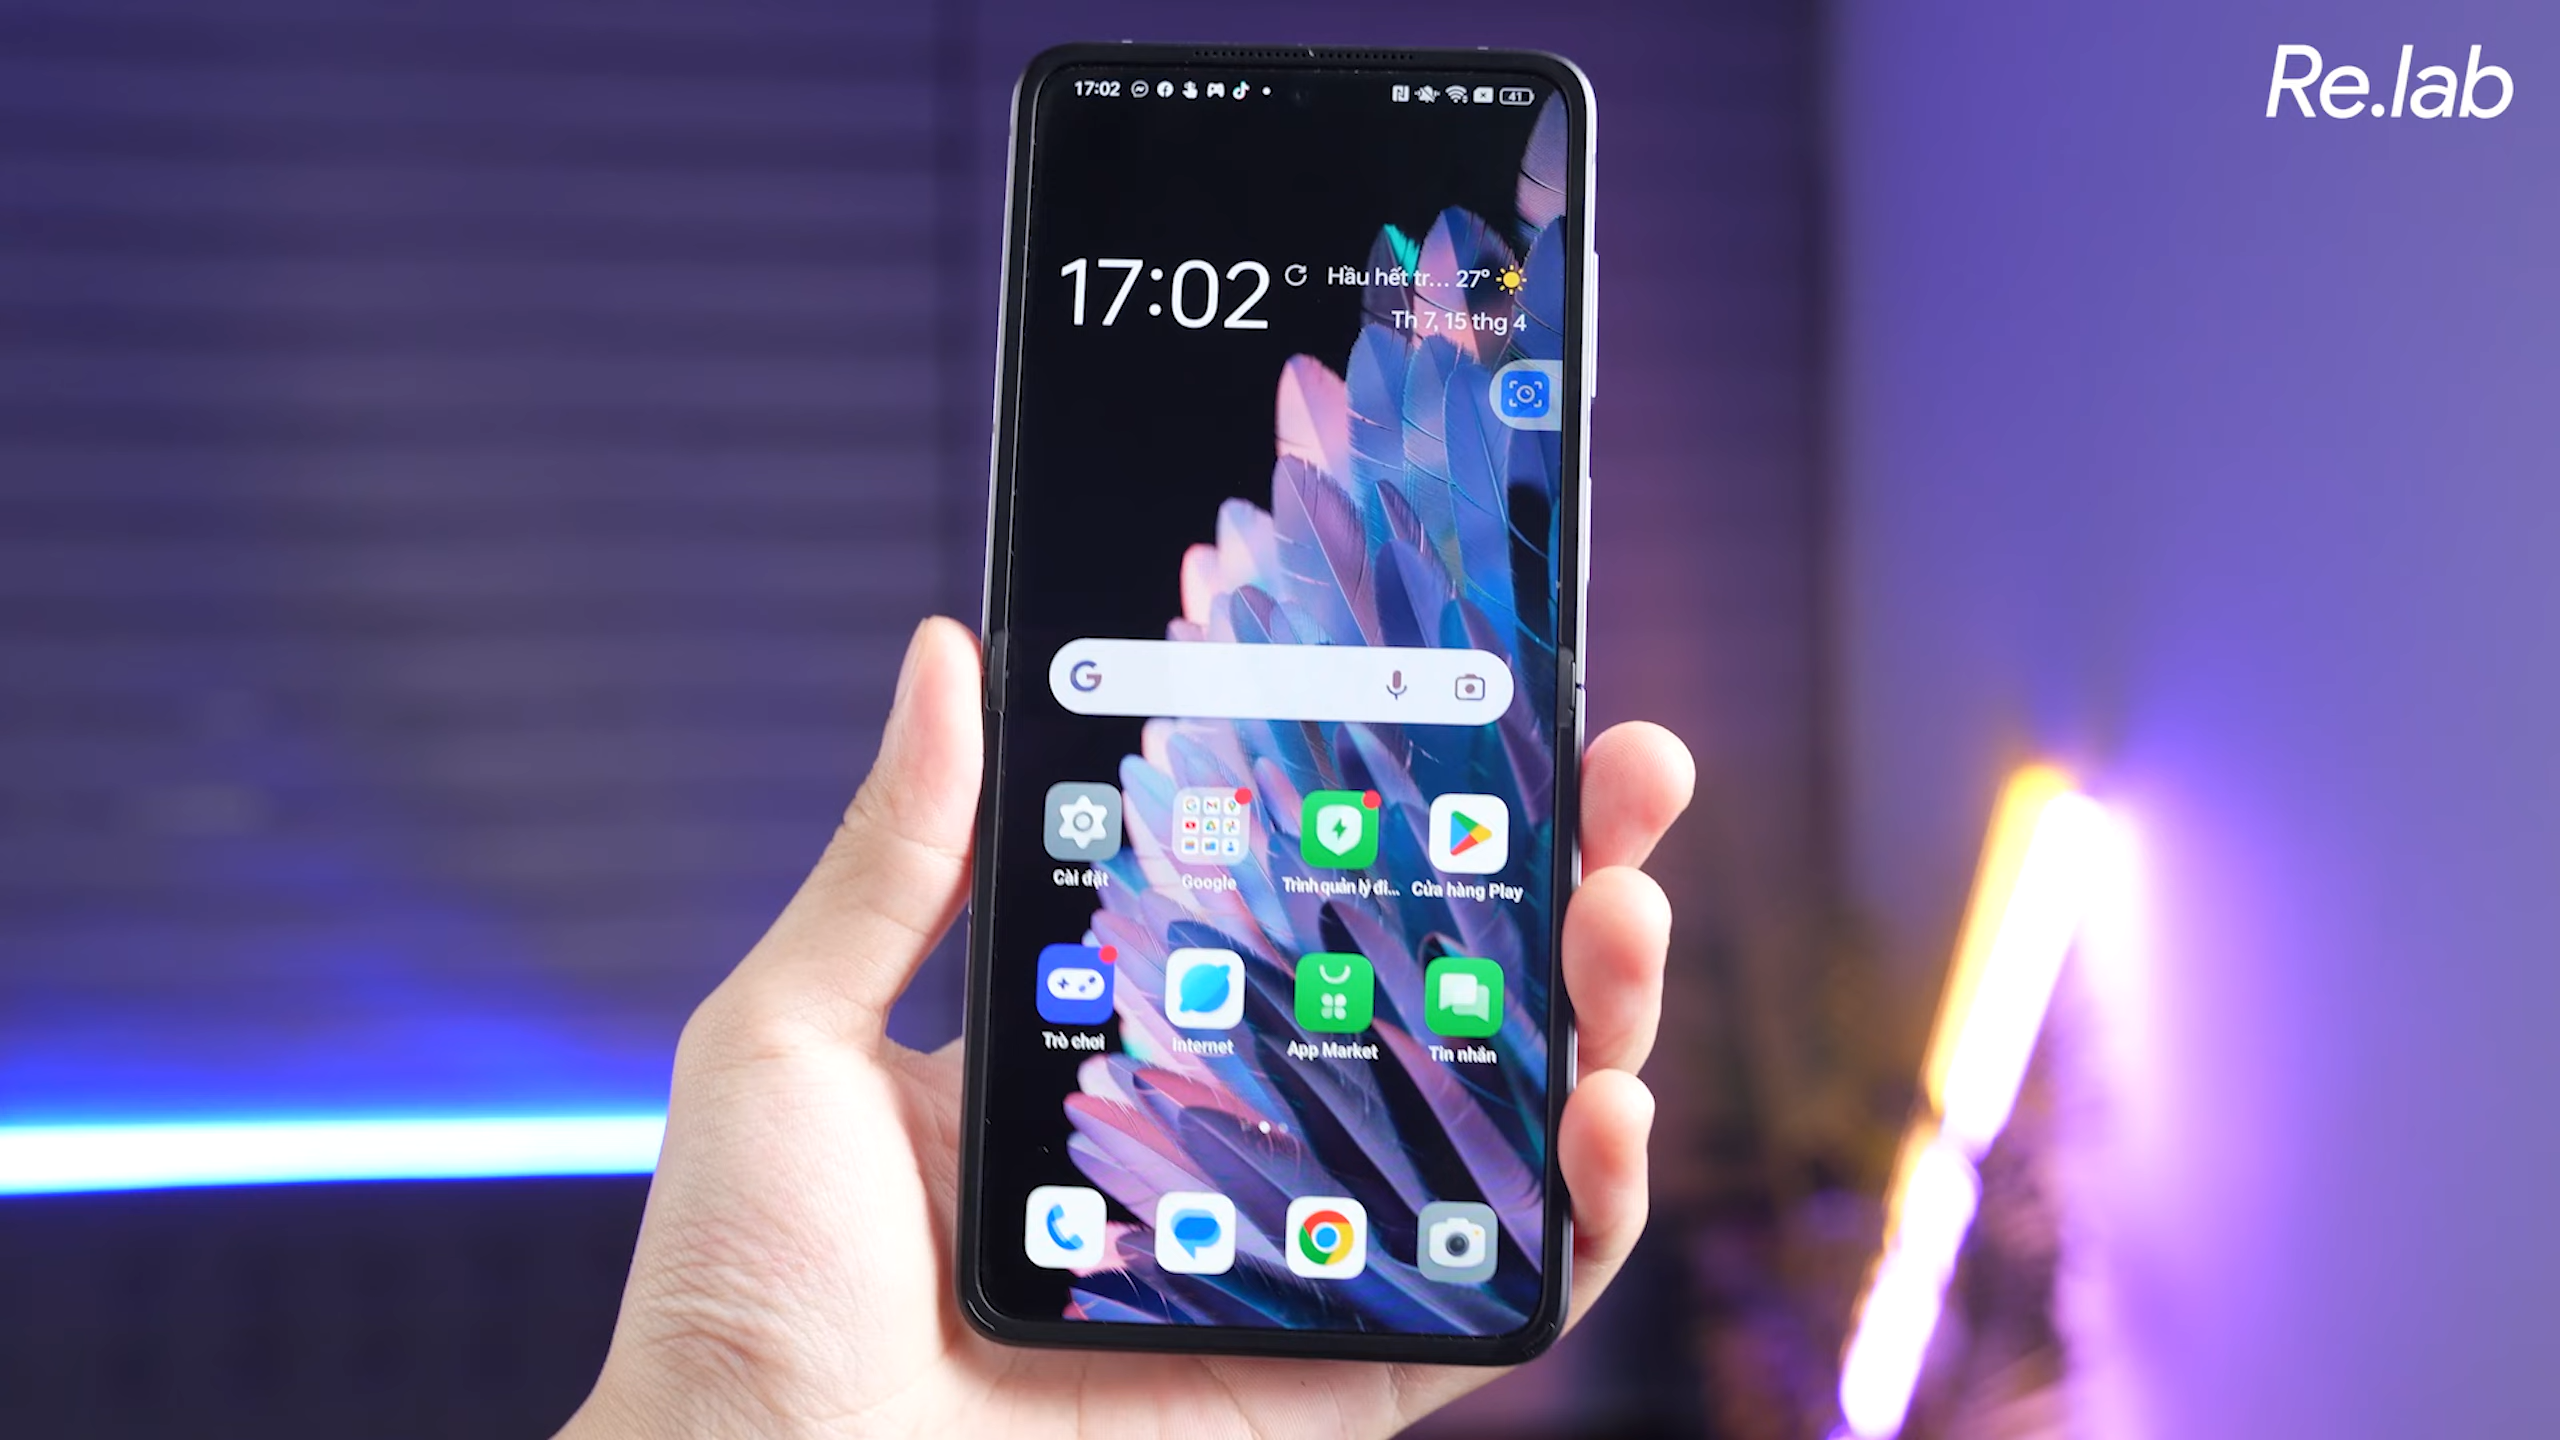 Re.lab
17:02
41
17:02
Hầu hết tr... 27°
Th 7, 15 thg 4
Cài đặt
Google
Trình quản lý đi...
Cửa hàng Play
Trò chơi
Internet
App Market
Tin nhắn